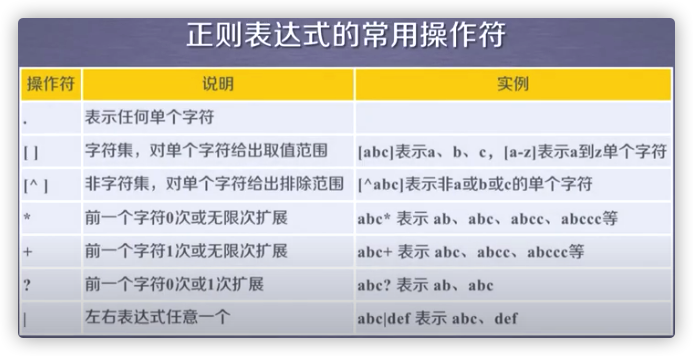 正则表达式的常用操作符
操作符 说明 实例
. 表示任何单个字符
[ ] 字符集，对单个字符给出取值范围 [abc]表示a、b、c，[a-z]表示a到z单个字符
[^ ] 非字符集，对单个字符给出排除范围 [^abc]表示非a或b或c的单个字符
* 前一个字符0次或无限次扩展 abc* 表示 ab、abc、abcc、abccc等
+ 前一个字符1次或无限次扩展 abc+ 表示 abc、abcc、abccc等
? 前一个字符0次或1次扩展 abc? 表示 ab、abc
| 左右表达式任意一个 abc|def 表示 abc、def